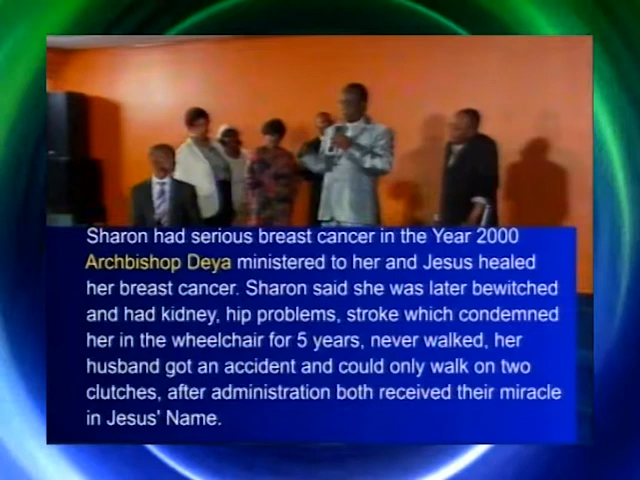 Sharon had serious breast cancer in the Year 2000
Archbishop Deya ministered to her and Jesus healed
her breast cancer. Sharon said she was later bewitched
and had kidney, hip problems, stroke which condemned
her in the wheelchair for 5 years, never walked, her
husband got an accident and could only walk on two
clutches, after administration both received their miracle
in Jesus' Name.